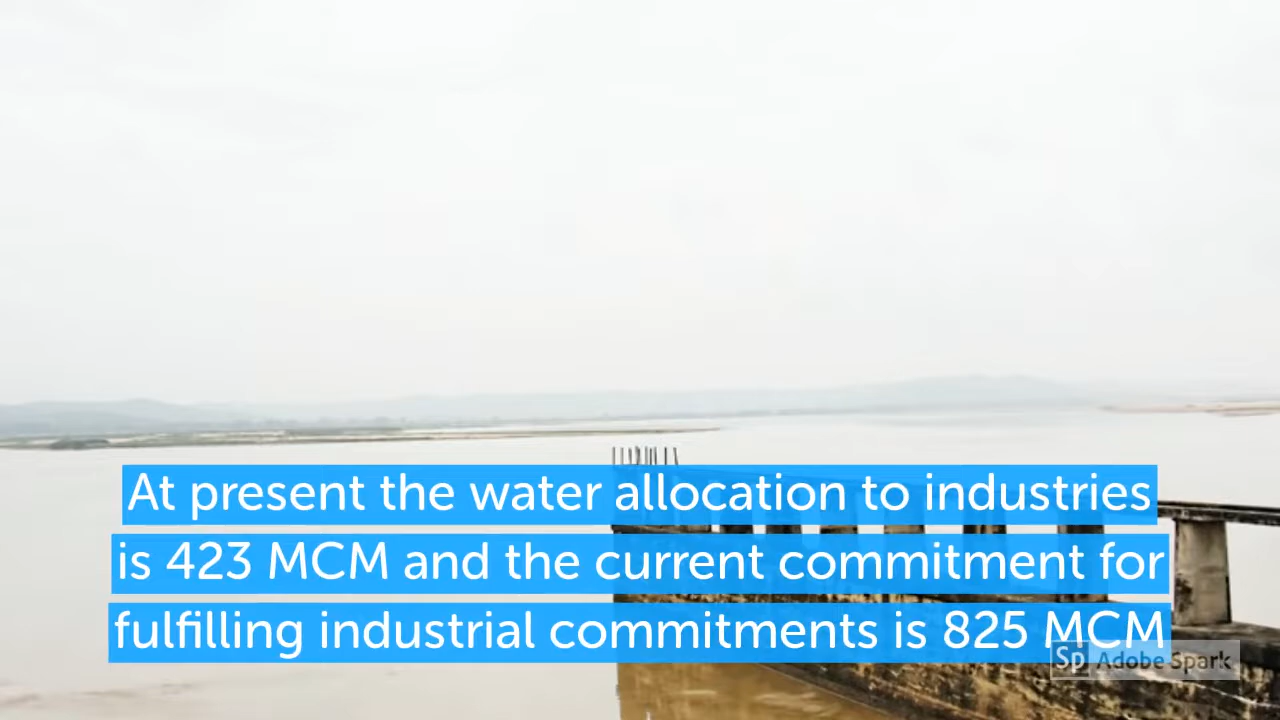 At present the water allocation to industries
is 423 MCM and the current commitment for
fulfilling industrial commitments is 825 MCM
Sp Adobe Spark